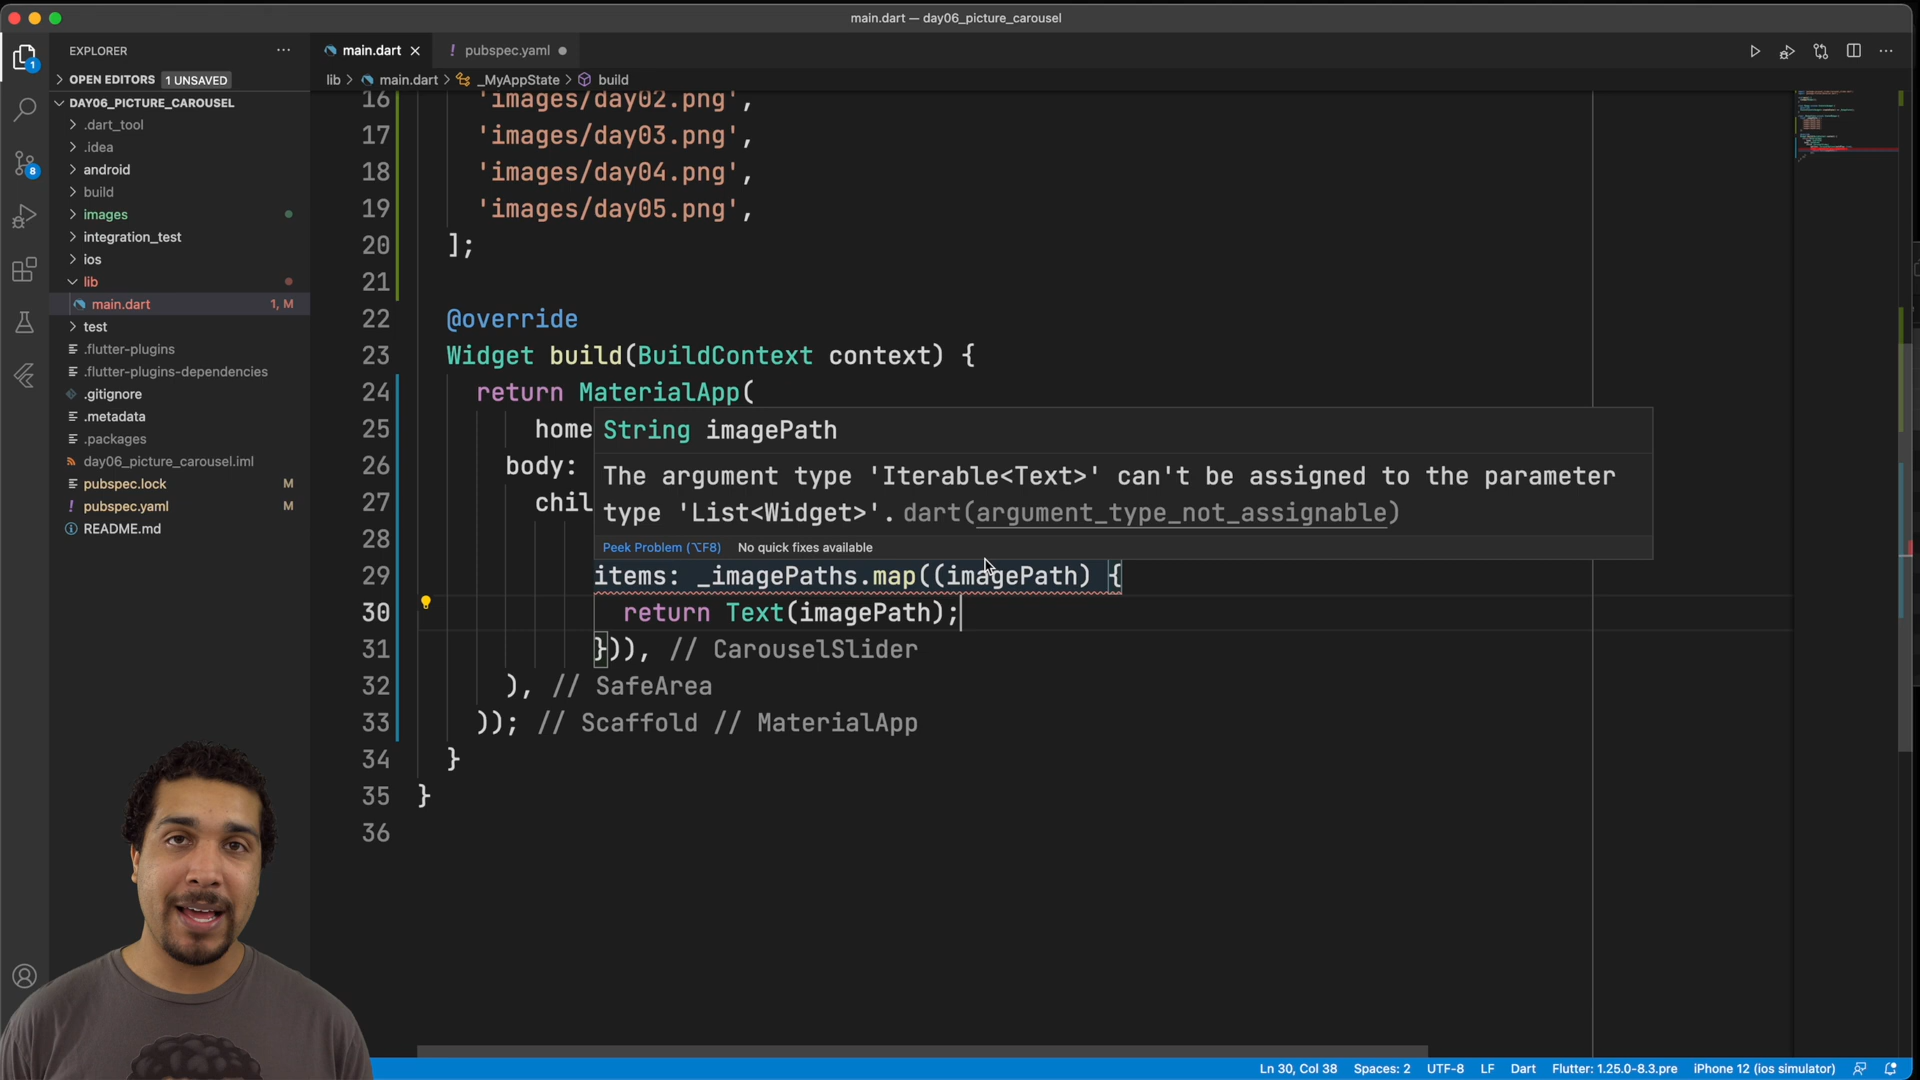 main.dart — day06_picture_carousel
EXPLORER
main.dart
pubspec.yaml
OPEN EDITORS 1 UNSAVED
lib > main.dart > _MyAppState > build
DAY06_PICTURE_CAROUSEL
.dart_tool
.idea
android
build
images
integration_test
ios
lib
main.dart 1, M
test
.flutter-plugins
.flutter-plugins-dependencies
.gitignore
.metadata
.packages
day06_picture_carousel.iml
pubspec.lock M
pubspec.yaml M
README.md
1
8
16 'images/day02.png',
17 'images/day03.png',
18 'images/day04.png',
19 'images/day05.png',
20 ];
21
22 @override
23 Widget build(BuildContext context) {
24 return MaterialApp(
25 home
26 body:
27 chil
28
String imagePath
The argument type 'Iterable<Text>' can't be assigned to the parameter
type 'List<Widget>'. dart(argument_type_not_assignable)
Peek Problem (⌥F8) No quick fixes available
29 items: _imagePaths.map((imagePath) {
30 return Text(imagePath);
31 })), // CarouselSlider
32 ), // SafeArea
33 )); // Scaffold // MaterialApp
34 }
35 }
36
Ln 30, Col 38 Spaces: 2 UTF-8 LF Dart Flutter: 1.25.0-8.3.pre iPhone 12 (ios simulator)